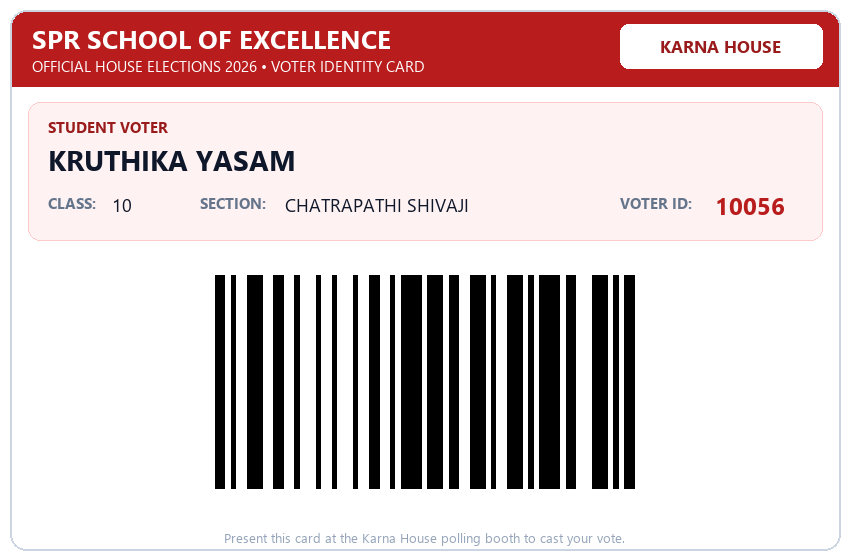 SPR SCHOOL OF EXCELLENCE
OFFICIAL HOUSE ELECTIONS 2026 • VOTER IDENTITY CARD
KARNA HOUSE
STUDENT VOTER
KRUTHIKA YASAM
CLASS: 10 SECTION: CHATRAPATHI SHIVAJI VOTER ID: 10056
Present this card at the Karna House polling booth to cast your vote.